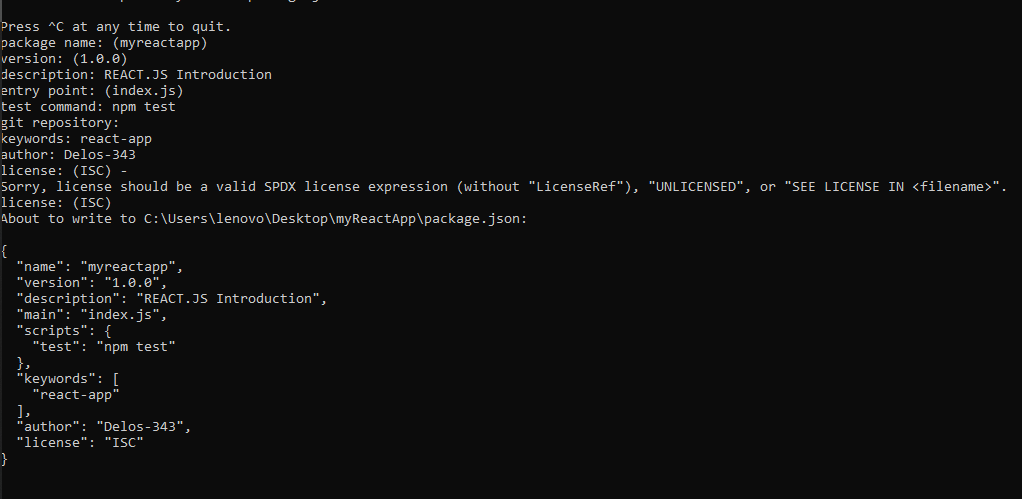 Press ^C at any time to quit.
package name: (myreactapp)
version: (1.0.0)
description: REACT.JS Introduction
entry point: (index.js)
test command: npm test
git repository:
keywords: react-app
author: Delos-343
license: (ISC) -
Sorry, license should be a valid SPDX license expression (without "LicenseRef"), "UNLICENSED", or "SEE LICENSE IN <filename>".
license: (ISC)
About to write to C:\Users\lenovo\Desktop\myReactApp\package.json:
{
  "name": "myreactapp",
  "version": "1.0.0",
  "description": "REACT.JS Introduction",
  "main": "index.js",
  "scripts": {
    "test": "npm test"
  },
  "keywords": [
    "react-app"
  ],
  "author": "Delos-343",
  "license": "ISC"
}